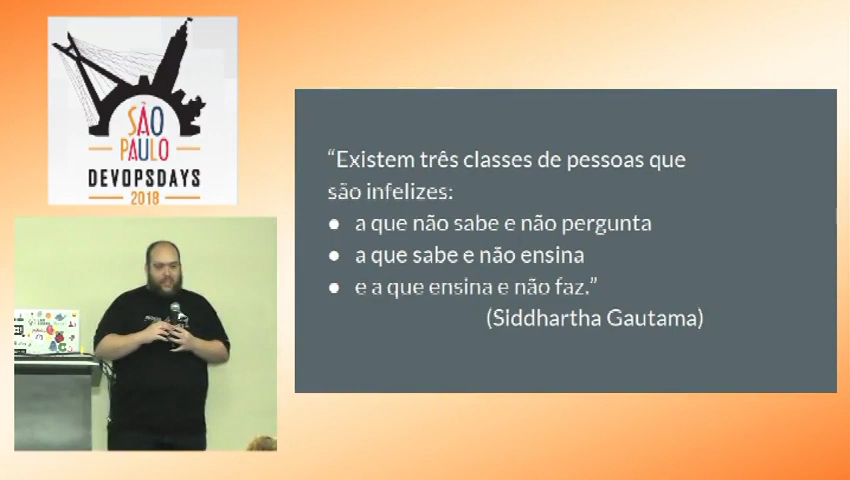 SÃO
PAULO
DEVOPSDAYS
2018
“Existem três classes de pessoas que
são infelizes:
● a que não sabe e não pergunta
● a que sabe e não ensina
● e a que ensina e não faz.”
(Siddhartha Gautama)